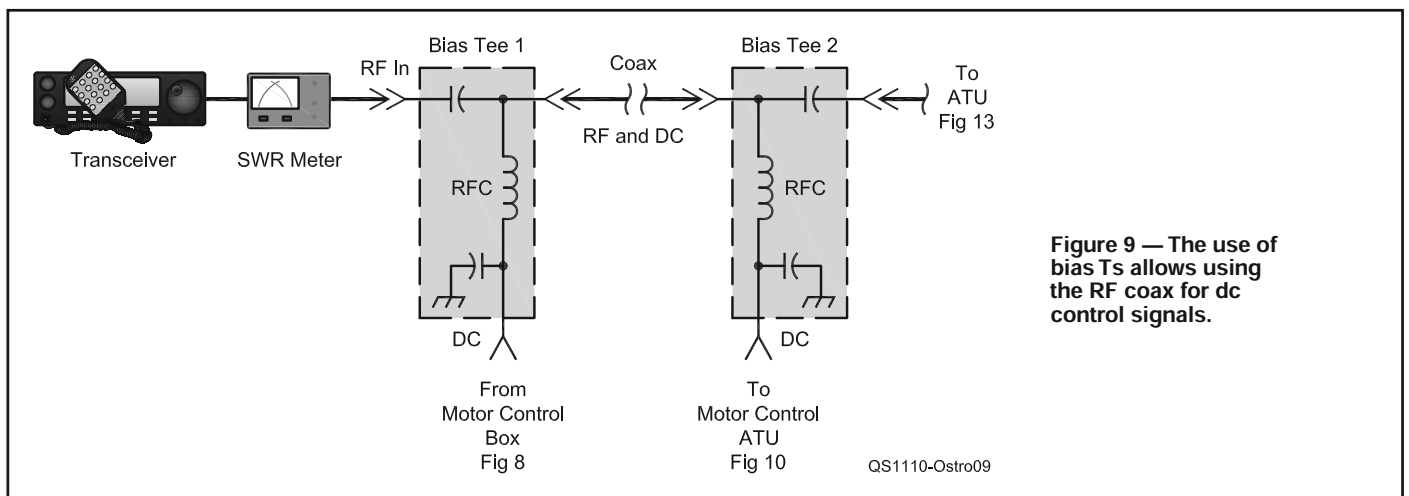 Bias Tee 1
Bias Tee 2
RF In
Coax
To
ATU
Fig 13
RF and DC
Transceiver
SWR Meter
RFC
RFC
DC
DC
From
Motor Control
Box
Fig 8
To
Motor Control
ATU
Fig 10
QS1110-Ostro09
Figure 9 — The use of
bias Ts allows using
the RF coax for dc
control signals.